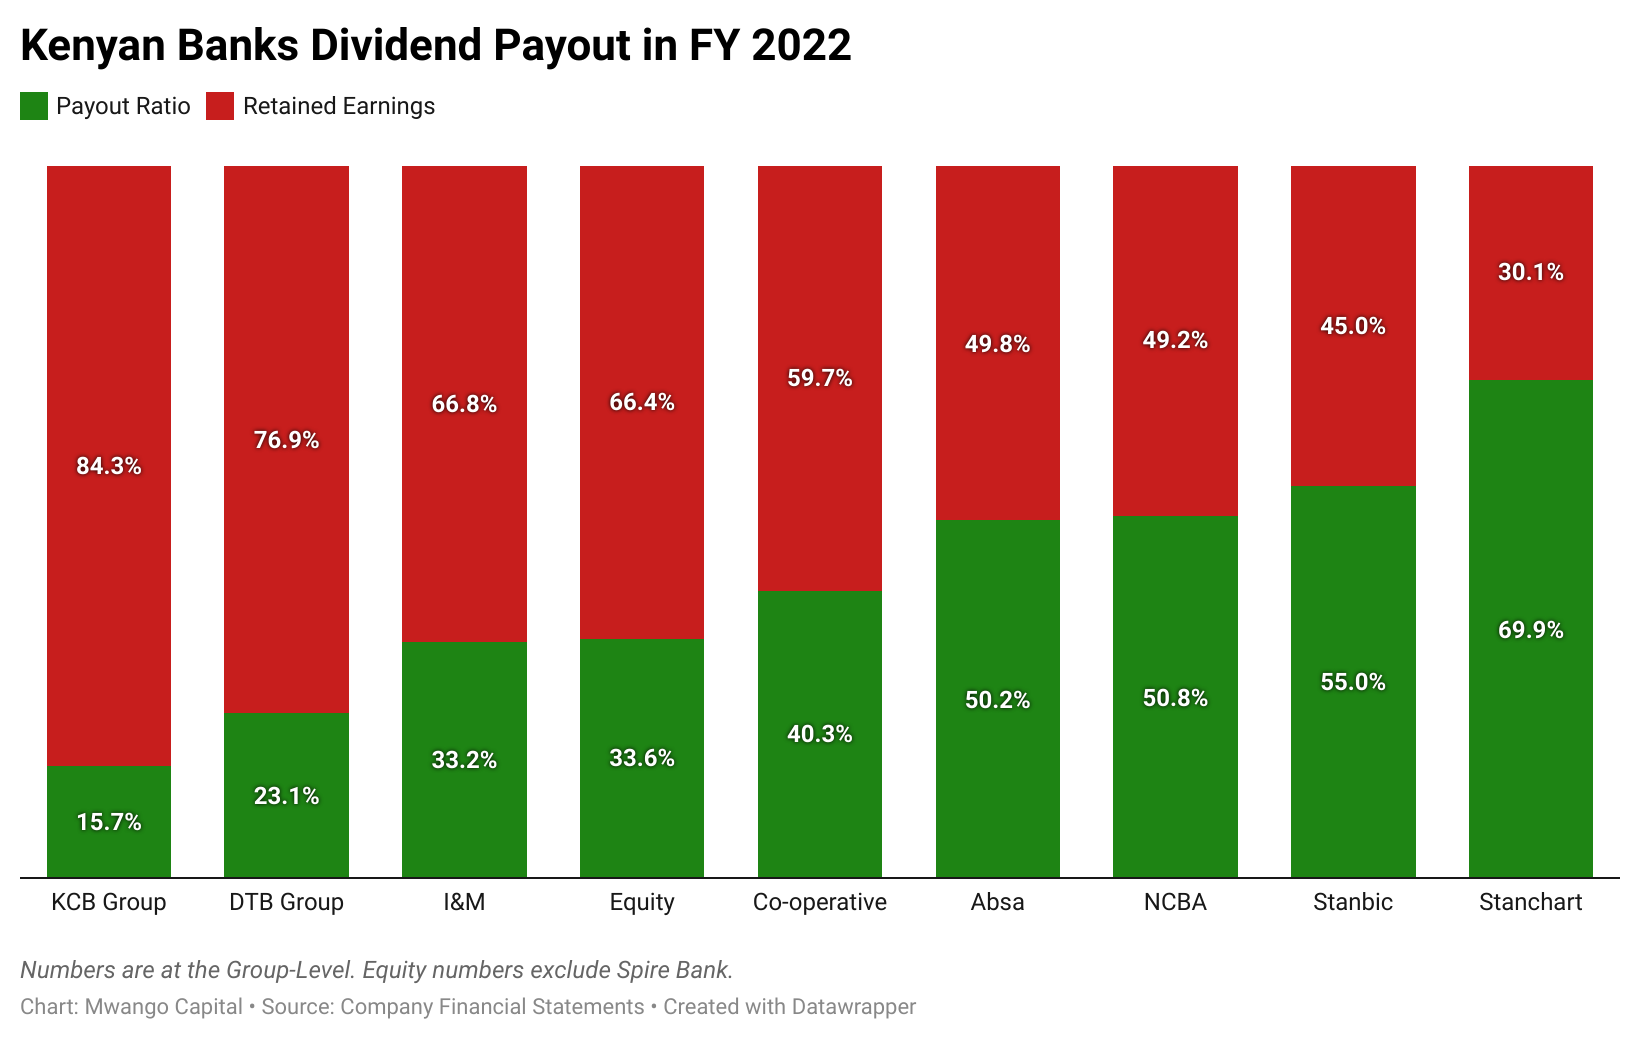 Kenyan Banks Dividend Payout in FY 2022
Payout Ratio Retained Earnings
84.3% 76.9% 66.8% 66.4% 59.7% 49.8% 49.2% 45.0% 30.1%
15.7% 23.1% 33.2% 33.6% 40.3% 50.2% 50.8% 55.0% 69.9%
KCB Group DTB Group I&M Equity Co-operative Absa NCBA Stanbic Stanchart
Numbers are at the Group-Level. Equity numbers exclude Spire Bank.
Chart: Mwango Capital • Source: Company Financial Statements • Created with Datawrapper